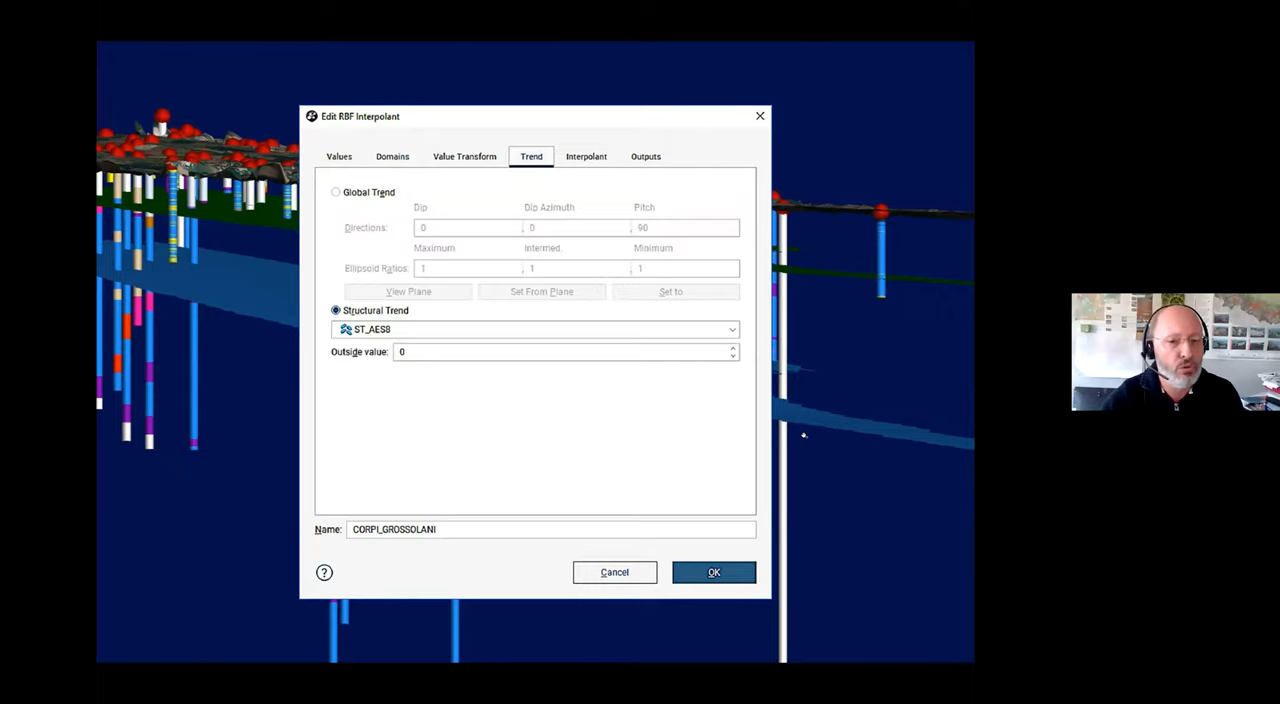 Edit RBF Interpolant
Values Domains Value Transform Trend Interpolant Outputs
Global Trend
Dip Dip Azimuth Pitch
Directions: 0 , 0 , 90
Maximum Intermed. Minimum
Ellipsoid Ratios: 1 , 1 , 1
View Plane Set From Plane Set to
Structural Trend
ST_AES8
Outside value: 0
Name: CORPI_GROSSOLANI
? Cancel OK